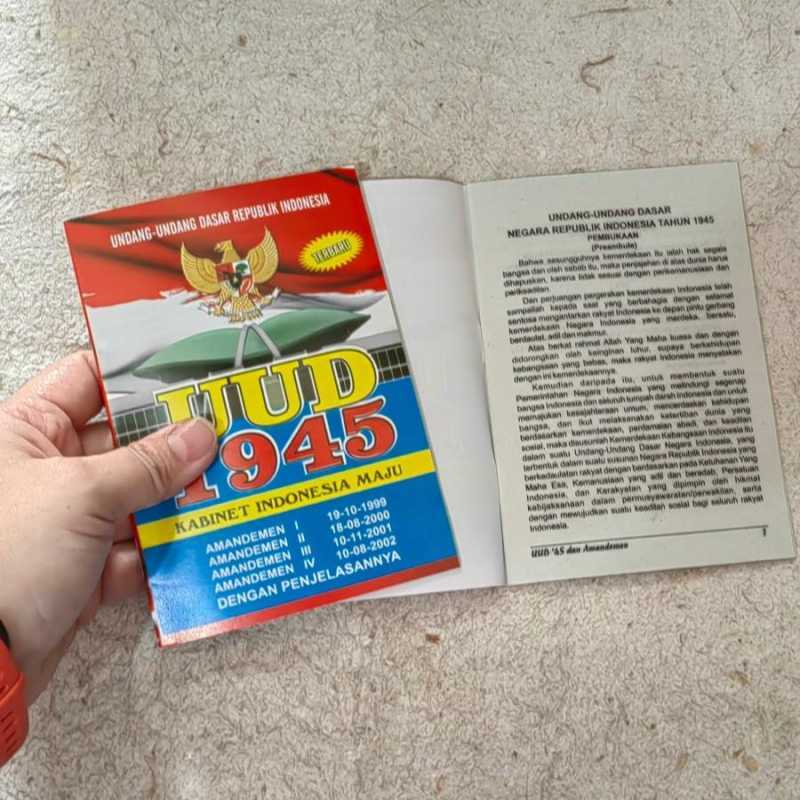 UNDANG-UNDANG DASAR REPUBLIK INDONESIA
TERBARU
UUD
1945
KABINET INDONESIA MAJU
AMANDEMEN I 19-10-1999
AMANDEMEN II 18-08-2000
AMANDEMEN III 10-11-2001
AMANDEMEN IV 10-08-2002
DENGAN PENJELASANNYA
UNDANG-UNDANG DASAR
NEGARA REPUBLIK INDONESIA TAHUN 1945
PEMBUKAAN
(Preambule)
Bahwa sesungguhnya kemerdekaan itu ialah hak segala
bangsa dan oleh sebab itu, maka penjajahan di atas dunia harus
dihapuskan, karena tidak sesuai dengan perikemanusiaan dan
perikeadilan.
Dan perjuangan pergerakan kemerdekaan Indonesia telah
sampailah kepada saat yang berbahagia dengan selamat
sentosa mengantarkan rakyat Indonesia ke depan pintu gerbang
kemerdekaan Negara Indonesia yang merdeka, bersatu,
berdaulat, adil dan makmur.
Atas berkat rahmat Allah Yang Maha kuasa dan dengan
didorongkan oleh keinginan luhur, supaya berkehidupan
kebangsaan yang bebas, maka rakyat Indonesia menyatakan
dengan ini kemerdekaannya.
Kemudian daripada itu, untuk membentuk suatu
Pemerintahan Negara Indonesia yang melindungi segenap
bangsa Indonesia dan seluruh tumpah darah Indonesia dan untuk
memajukan kesejahteraan umum, mencerdaskan kehidupan
bangsa, dan ikut melaksanakan ketertiban dunia yang
berdasarkan kemerdekaan, perdamaian abadi, dan keadilan
sosial, maka disusunlah Kemerdekaan Kebangsaan Indonesia itu
dalam suatu Undang-Undang Dasar Negara Indonesia, yang
terbentuk dalam suatu susunan Negara Republik Indonesia yang
berkedaulatan rakyat dengan berdasarkan pada Ketuhanan Yang
Maha Esa, Kemanusiaan yang adil dan beradab, Persatuan
Indonesia, dan Kerakyatan yang dipimpin oleh hikmat
kebijaksanaan dalam permusyawaratan/perwakilan, serta
dengan mewujudkan suatu keadilan sosial bagi seluruh rakyat
Indonesia.
UUD '45 dan Amandemen 1